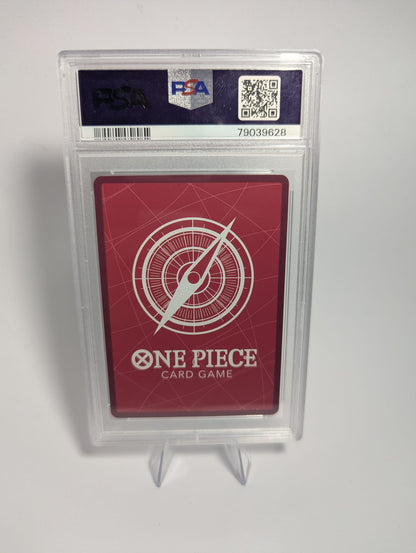 PSA
PSA
79039628
ONE PIECE
CARD GAME